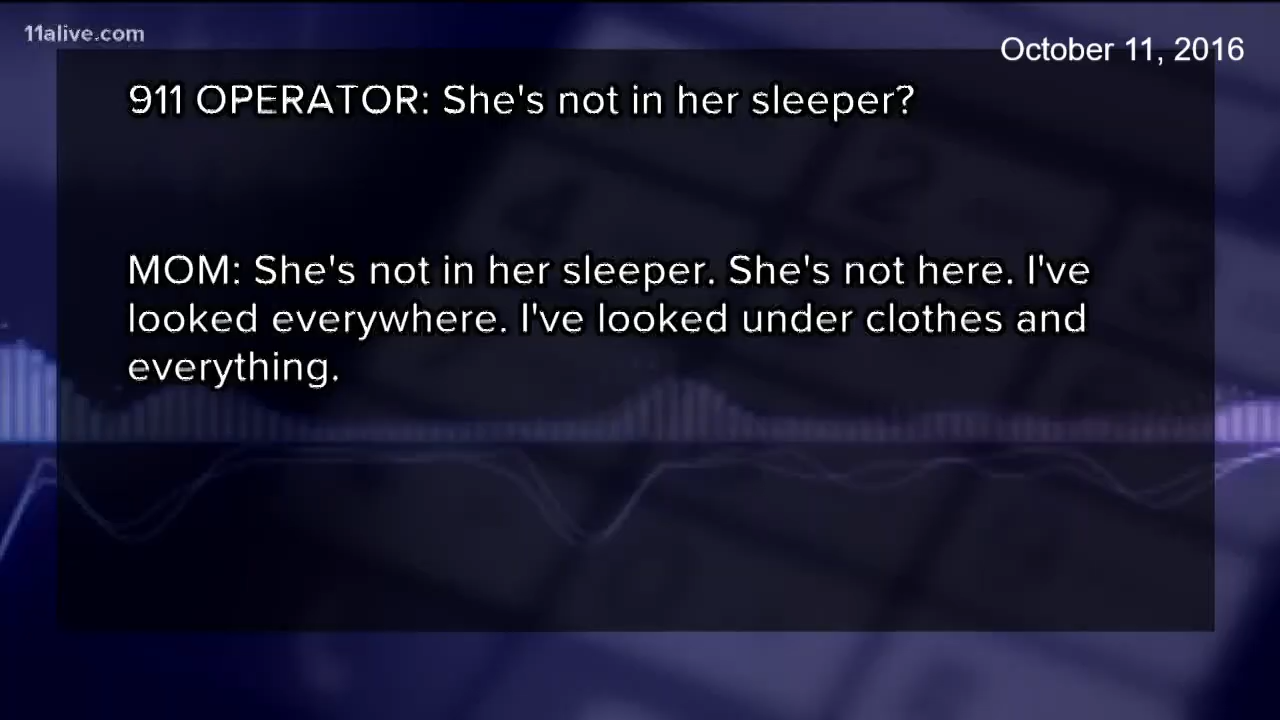 11alive.com
October 11, 2016
911 OPERATOR: She's not in her sleeper?
MOM: She's not in her sleeper. She's not here. I've
looked everywhere. I've looked under clothes and
everything.